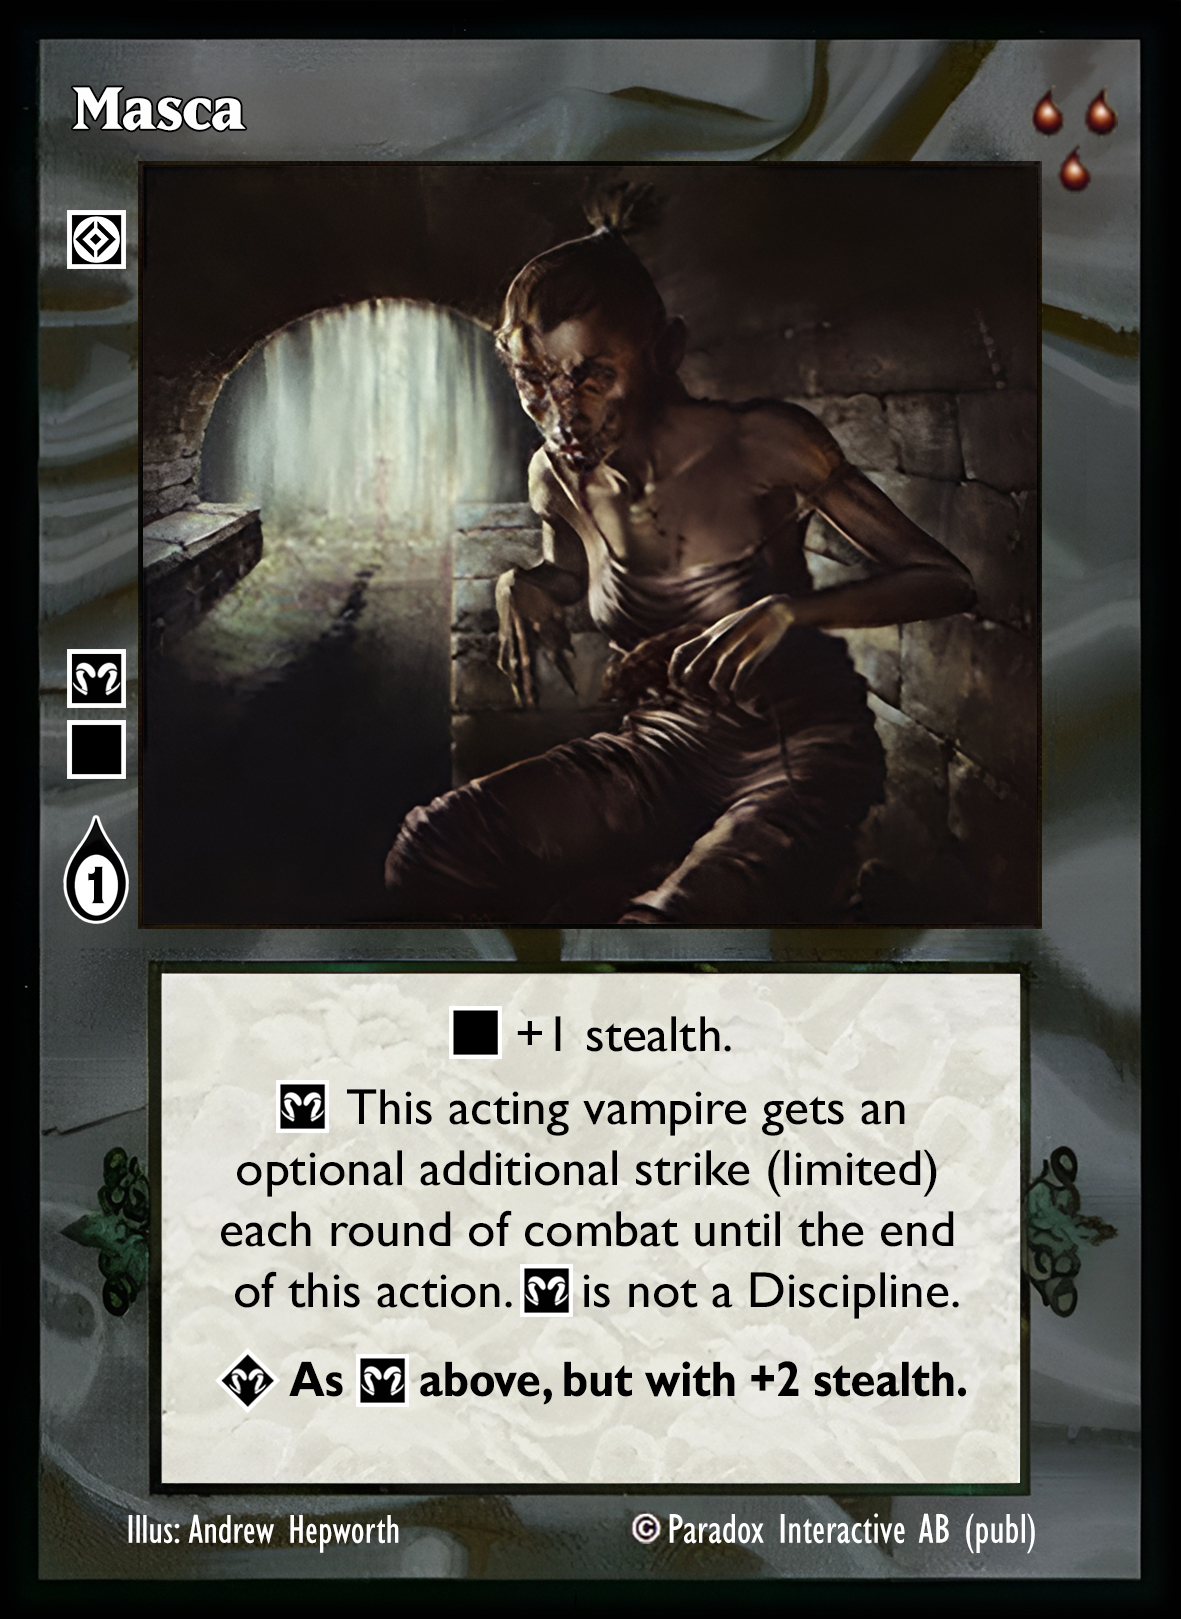 Masca
1
+1 stealth.
This acting vampire gets an
optional additional strike (limited)
each round of combat until the end
of this action. is not a Discipline.
As above, but with +2 stealth.
Illus: Andrew Hepworth
© Paradox Interactive AB (publ)